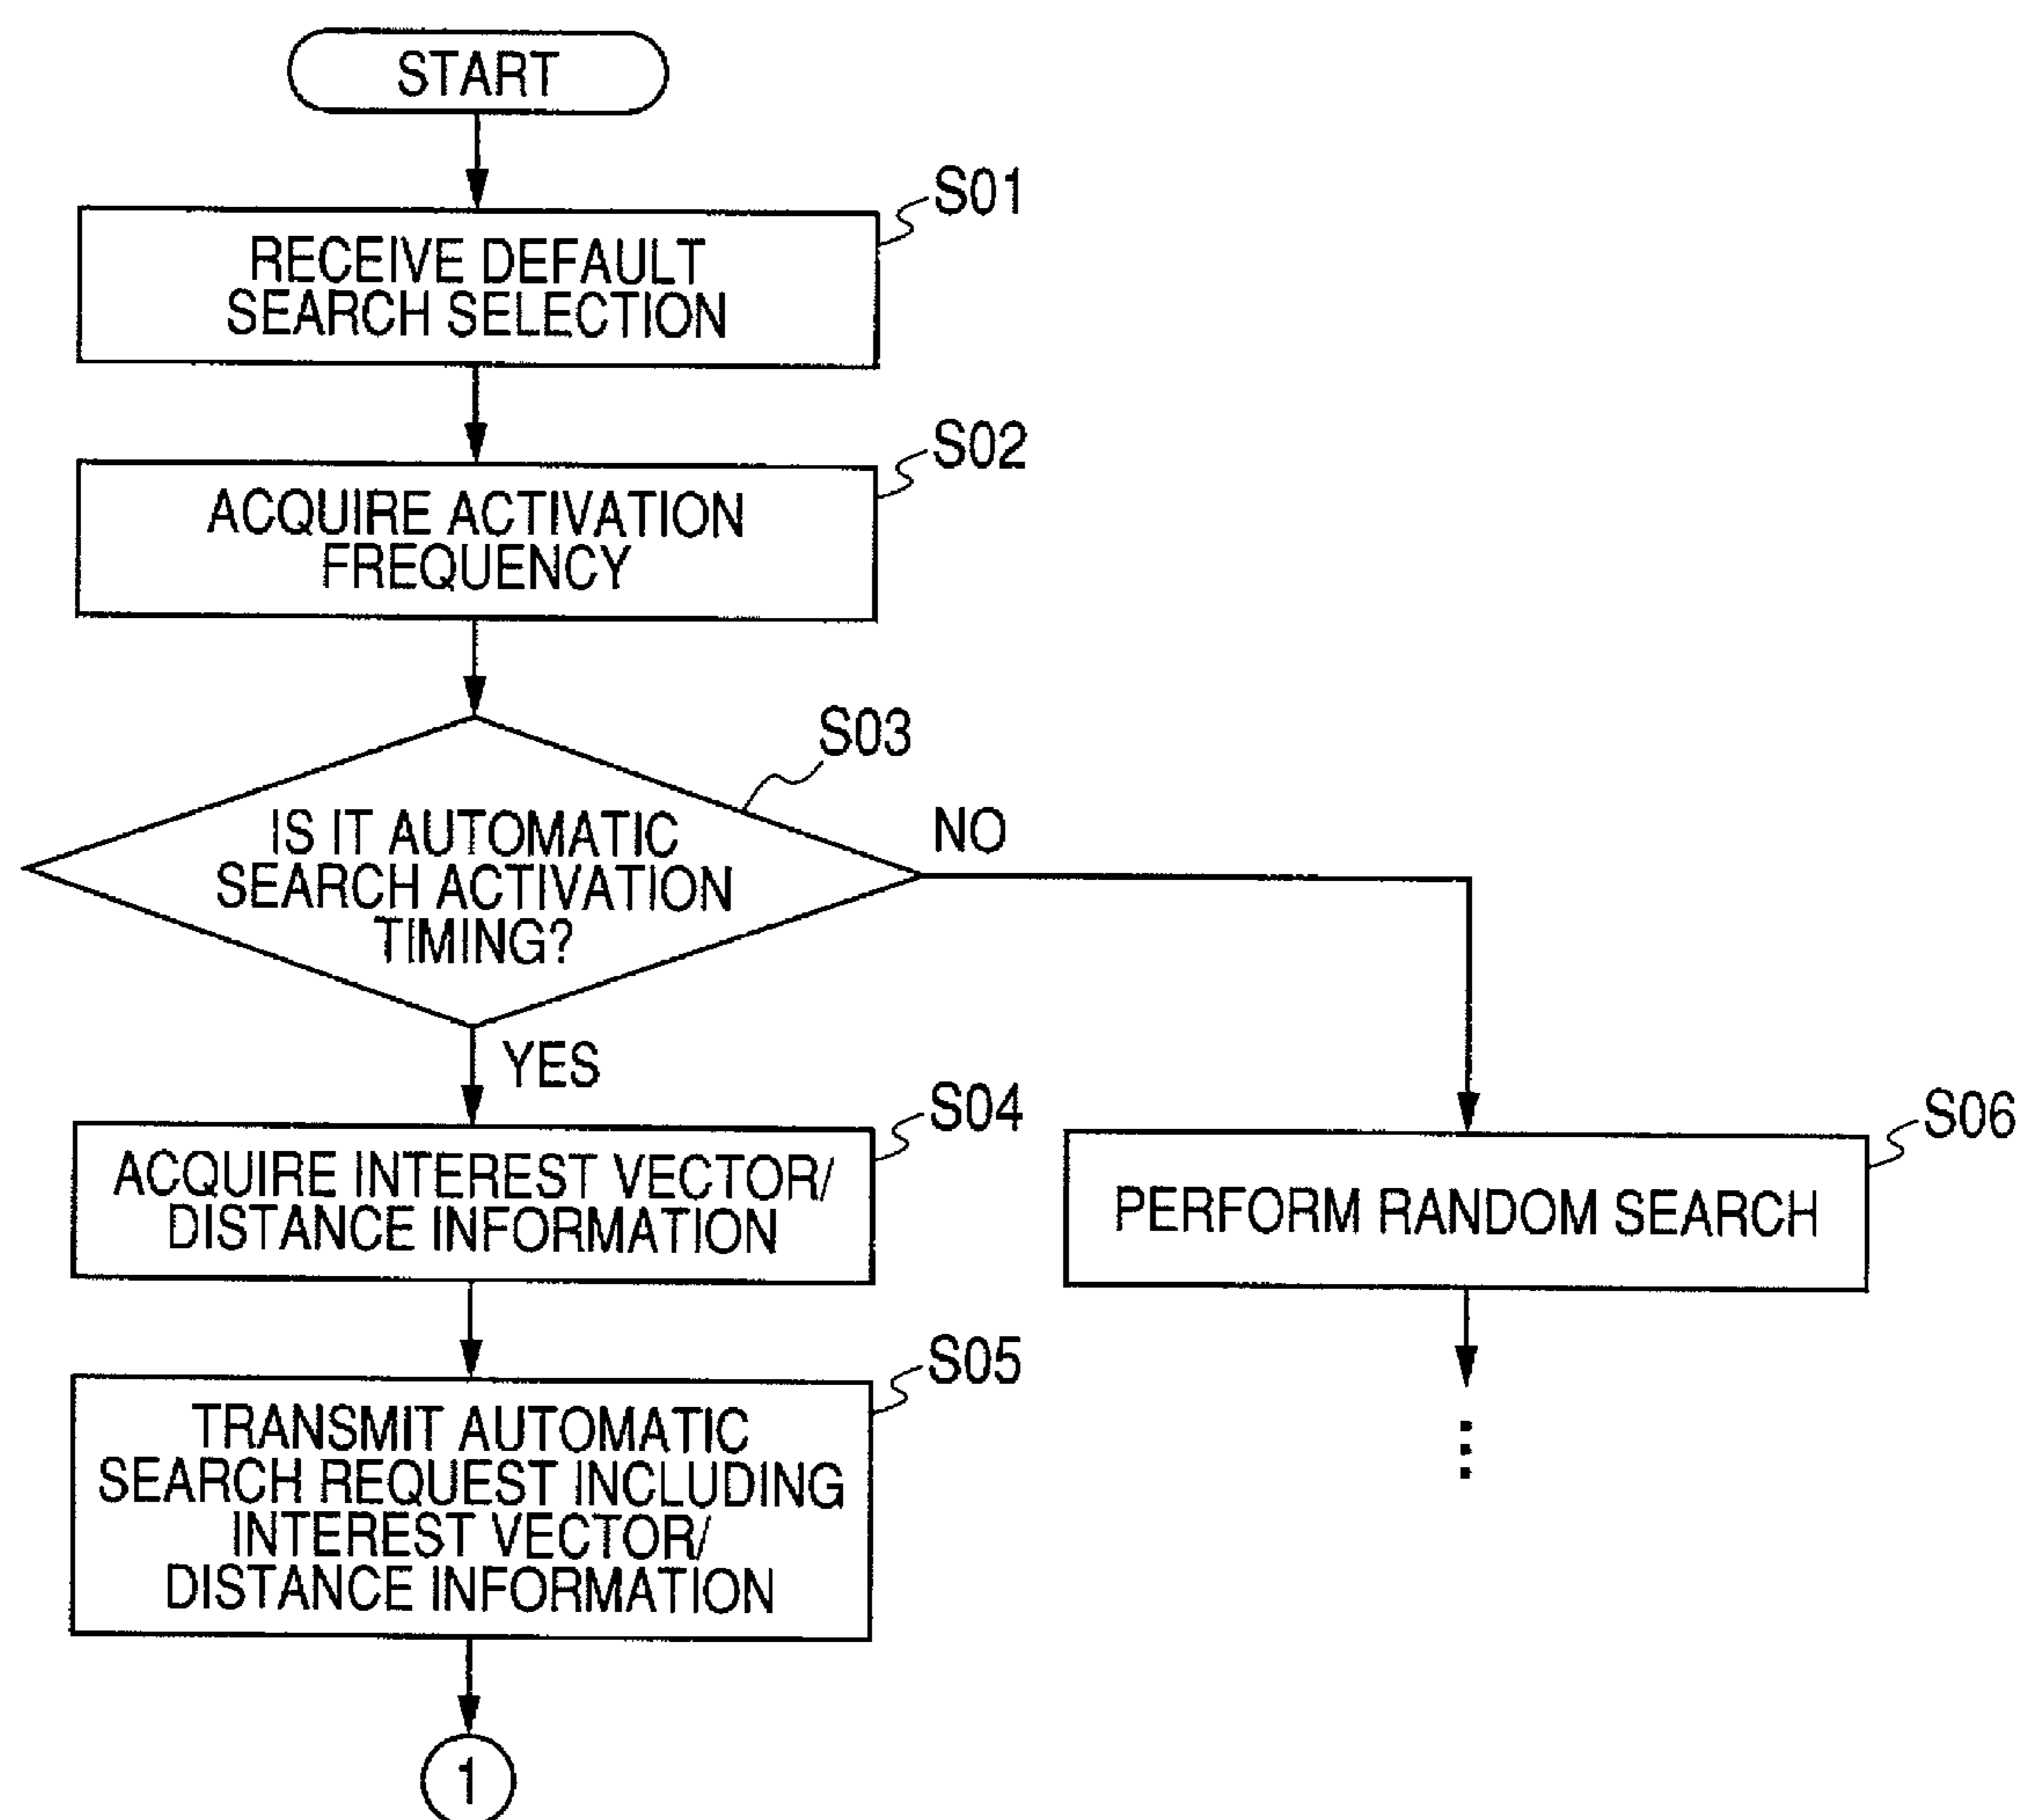 START
S01
RECEIVE DEFAULT
SEARCH SELECTION
S02
ACQUIRE ACTIVATION
FREQUENCY
S03
IS IT AUTOMATIC
SEARCH ACTIVATION
TIMING?
NO
YES
S04
ACQUIRE INTEREST VECTOR/
DISTANCE INFORMATION
S06
PERFORM RANDOM SEARCH
S05
TRANSMIT AUTOMATIC
SEARCH REQUEST INCLUDING
INTEREST VECTOR/
DISTANCE INFORMATION
1